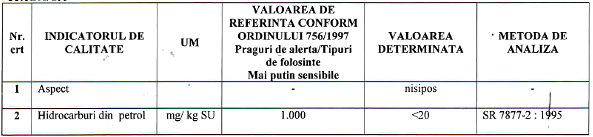 Nr. crt | INDICATORUL DE CALITATE | UM | VALOAREA DE REFERINTA CONFORM ORDINULUI 756/1997 Praguri de alerta/Tipuri de folosinte Mai putin sensibile | VALOAREA DETERMINATA | METODA DE ANALIZA
1 | Aspect | | - | nisipos | -
2 | Hidrocarburi din petrol | mg/ kg SU | 1.000 | <20 | SR 7877-2 : 1995